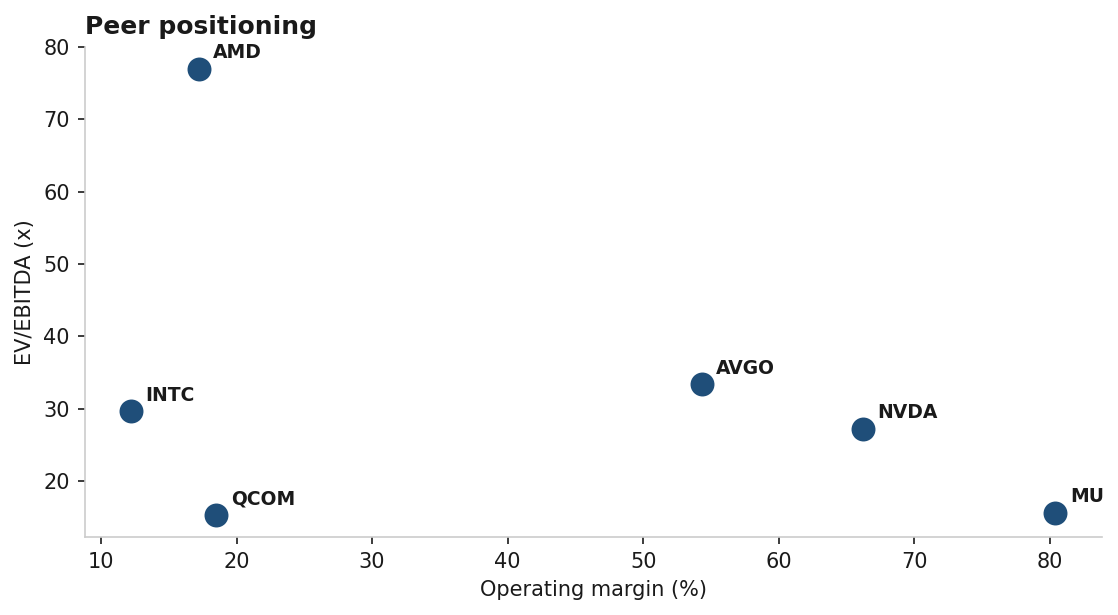 Peer positioning
80
AMD
70
60
50
40
AVGO
INTC
30
NVDA
20
QCOM
MU
10 20 30 40 50 60 70 80
Operating margin (%)
EV/EBITDA (x)